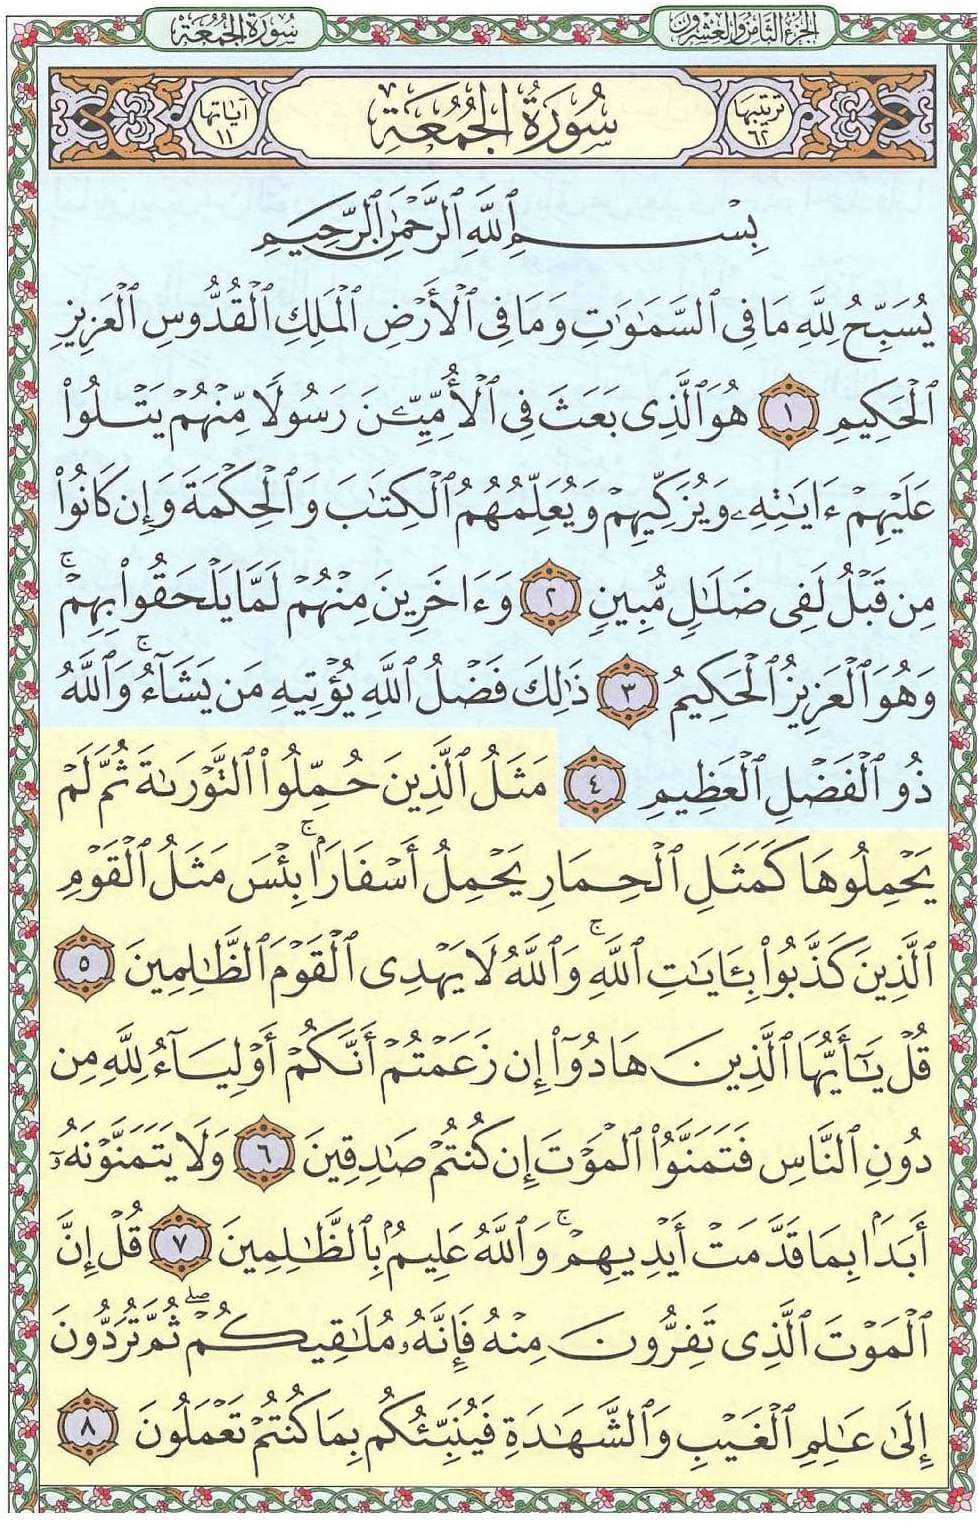 الجزء الثامن والعشرون
سورة الجمعة
ترتيبها ٦٢
سُورَةُ الجُمُعَةِ
آياتها ١١
بِسْمِ ٱللَّهِ ٱلرَّحْمَٰنِ ٱلرَّحِيمِ
يُسَبِّحُ لِلَّهِ مَا فِى ٱلسَّمَٰوَٰتِ وَمَا فِى ٱلْأَرْضِ ٱلْمَلِكِ ٱلْقُدُّوسِ ٱلْعَزِيزِ
ٱلْحَكِيمِ ١ هُوَ ٱلَّذِى بَعَثَ فِى ٱلْأُمِّيِّـۧنَ رَسُولًا مِّنْهُمْ يَتْلُوا۟
عَلَيْهِمْ ءَايَٰتِهِۦ وَيُزَكِّيهِمْ وَيُعَلِّمُهُمُ ٱلْكِتَٰبَ وَٱلْحِكْمَةَ وَإِن كَانُوا۟
مِن قَبْلُ لَفِى ضَلَٰلٍ مُّبِينٍ ٢ وَءَاخَرِينَ مِنْهُمْ لَمَّا يَلْحَقُوا۟ بِهِمْ ۚ
وَهُوَ ٱلْعَزِيزُ ٱلْحَكِيمُ ٣ ذَٰلِكَ فَضْلُ ٱللَّهِ يُؤْتِيهِ مَن يَشَآءُ ۚ وَٱللَّهُ
ذُو ٱلْفَضْلِ ٱلْعَظِيمِ ٤ مَثَلُ ٱلَّذِينَ حُمِّلُوا۟ ٱلتَّوْرَىٰةَ ثُمَّ لَمْ
يَحْمِلُوهَا كَمَثَلِ ٱلْحِمَارِ يَحْمِلُ أَسْفَارًۢا ۚ بِئْسَ مَثَلُ ٱلْقَوْمِ
ٱلَّذِينَ كَذَّبُوا۟ بِـَٔايَٰتِ ٱللَّهِ ۚ وَٱللَّهُ لَا يَهْدِى ٱلْقَوْمَ ٱلظَّٰلِمِينَ ٥
قُلْ يَٰٓأَيُّهَا ٱلَّذِينَ هَادُوٓا۟ إِن زَعَمْتُمْ أَنَّكُمْ أَوْلِيَآءُ لِلَّهِ مِن
دُونِ ٱلنَّاسِ فَتَمَنَّوُا۟ ٱلْمَوْتَ إِن كُنتُمْ صَٰدِقِينَ ٦ وَلَا يَتَمَنَّوْنَهُۥٓ
أَبَدًۢا بِمَا قَدَّمَتْ أَيْدِيهِمْ ۚ وَٱللَّهُ عَلِيمٌۢ بِٱلظَّٰلِمِينَ ٧ قُلْ إِنَّ
ٱلْمَوْتَ ٱلَّذِى تَفِرُّونَ مِنْهُ فَإِنَّهُۥ مُلَٰقِيكُمْ ۖ ثُمَّ تُرَدُّونَ
إِلَىٰ عَٰلِمِ ٱلْغَيْبِ وَٱلشَّهَٰدَةِ فَيُنَبِّئُكُم بِمَا كُنتُمْ تَعْمَلُونَ ٨